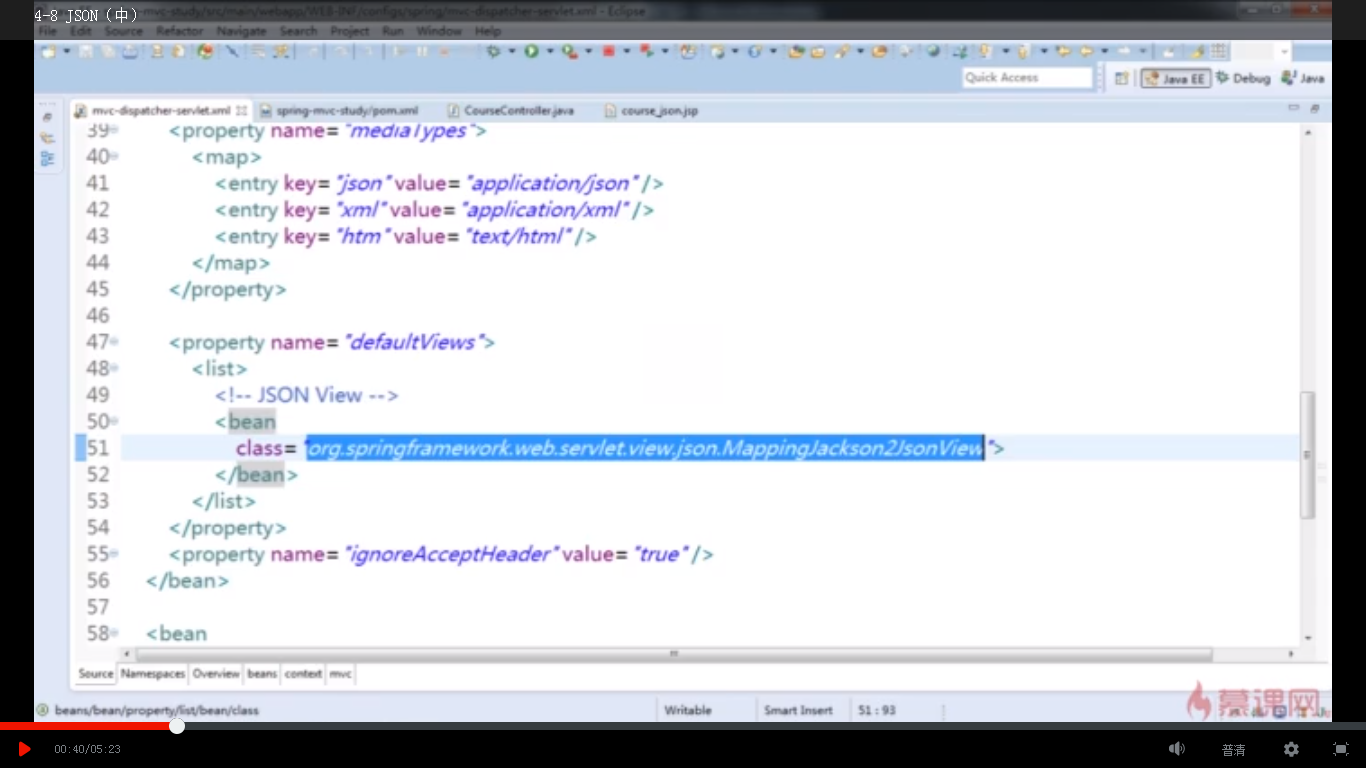 4-8 JSON (中)
-mvc-study/src/main/webapp/WEB-INF/configs/spring/mvc-dispatcher-servlet.xml - Eclipse
File Edit Source Refactor Navigate Search Project Run Window Help
Quick Access
Java EE Debug Java
mvc-dispatcher-servlet.xml spring-mvc-study/pom.xml CourseController.java course_json.jsp
39 <property name="mediaTypes">
40 <map>
41 <entry key="json" value="application/json" />
42 <entry key="xml" value="application/xml" />
43 <entry key="htm" value="text/html" />
44 </map>
45 </property>
46
47 <property name="defaultViews">
48 <list>
49 <!-- JSON View -->
50 <bean
51 class="org.springframework.web.servlet.view.json.MappingJackson2JsonView">
52 </bean>
53 </list>
54 </property>
55 <property name="ignoreAcceptHeader" value="true" />
56 </bean>
57
58 <bean
Source Namespaces Overview beans context mvc
beans/bean/property/list/bean/class
Writable
Smart Insert
51 : 93
慕课网
00:40/05:23
普清